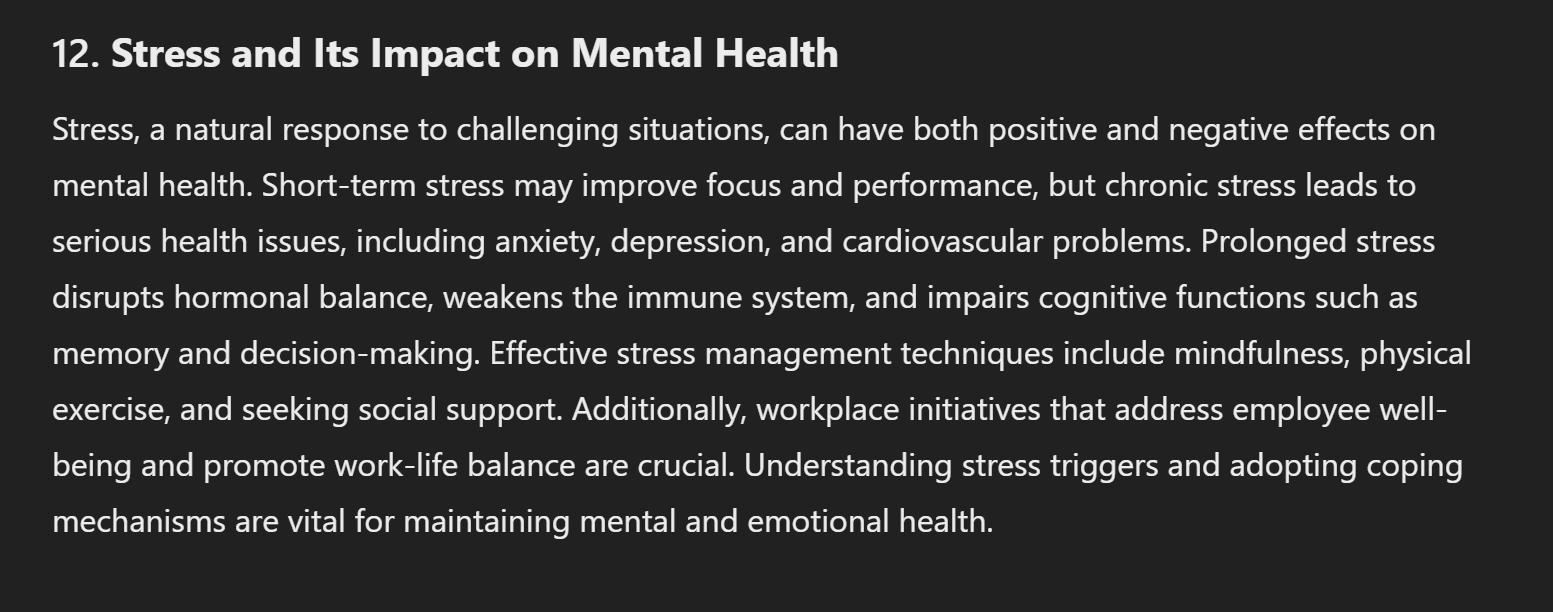 12. Stress and Its Impact on Mental Health
Stress, a natural response to challenging situations, can have both positive and negative effects on
mental health. Short-term stress may improve focus and performance, but chronic stress leads to
serious health issues, including anxiety, depression, and cardiovascular problems. Prolonged stress
disrupts hormonal balance, weakens the immune system, and impairs cognitive functions such as
memory and decision-making. Effective stress management techniques include mindfulness, physical
exercise, and seeking social support. Additionally, workplace initiatives that address employee well-
being and promote work-life balance are crucial. Understanding stress triggers and adopting coping
mechanisms are vital for maintaining mental and emotional health.